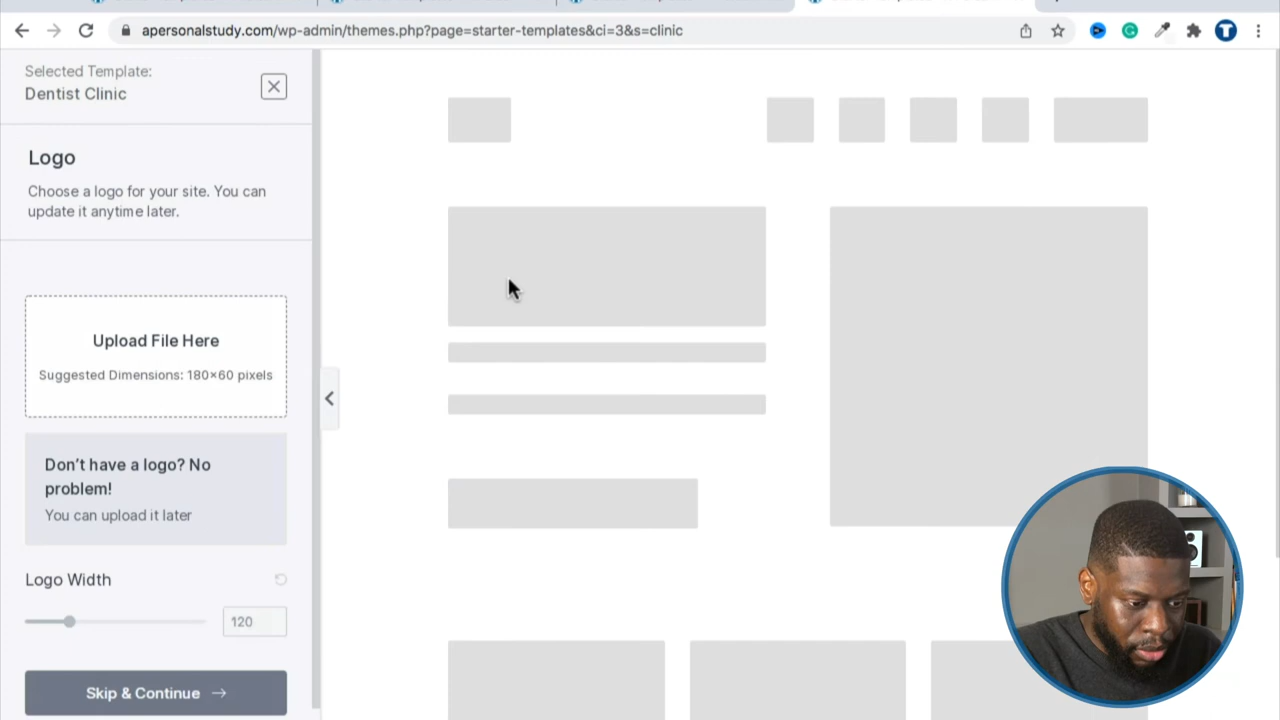 apersonalstudy.com/wp-admin/themes.php?page=starter-templates&ci=3&s=clinic
Selected Template:
Dentist Clinic
Logo
Choose a logo for your site. You can
update it anytime later.
Upload File Here
Suggested Dimensions: 180×60 pixels
Don't have a logo? No
problem!
You can upload it later
Logo Width
120
Skip & Continue →